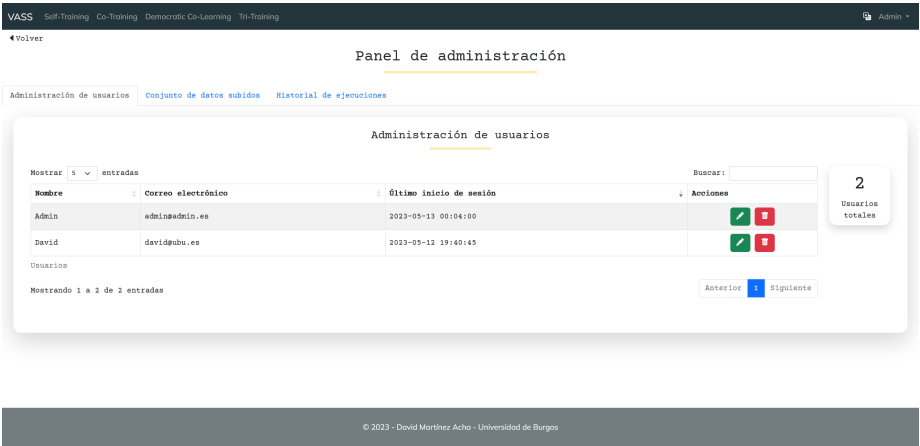 VASS Self-Training Co-Training Democratic Co-Learning Tri-Training Admin
Volver
Panel de administración
Administración de usuarios Conjunto de datos subidos Historial de ejecuciones
Administración de usuarios
Mostrar 5 entradas Buscar:
Nombre Correo electrónico Último inicio de sesión Acciones
Admin admin@admin.es 2023-05-13 00:04:00
David david@ubu.es 2023-05-12 19:40:45
2
Usuarios
totales
Usuarios
Mostrando 1 a 2 de 2 entradas
Anterior 1 Siguiente
© 2023 - David Martínez Acha - Universidad de Burgos